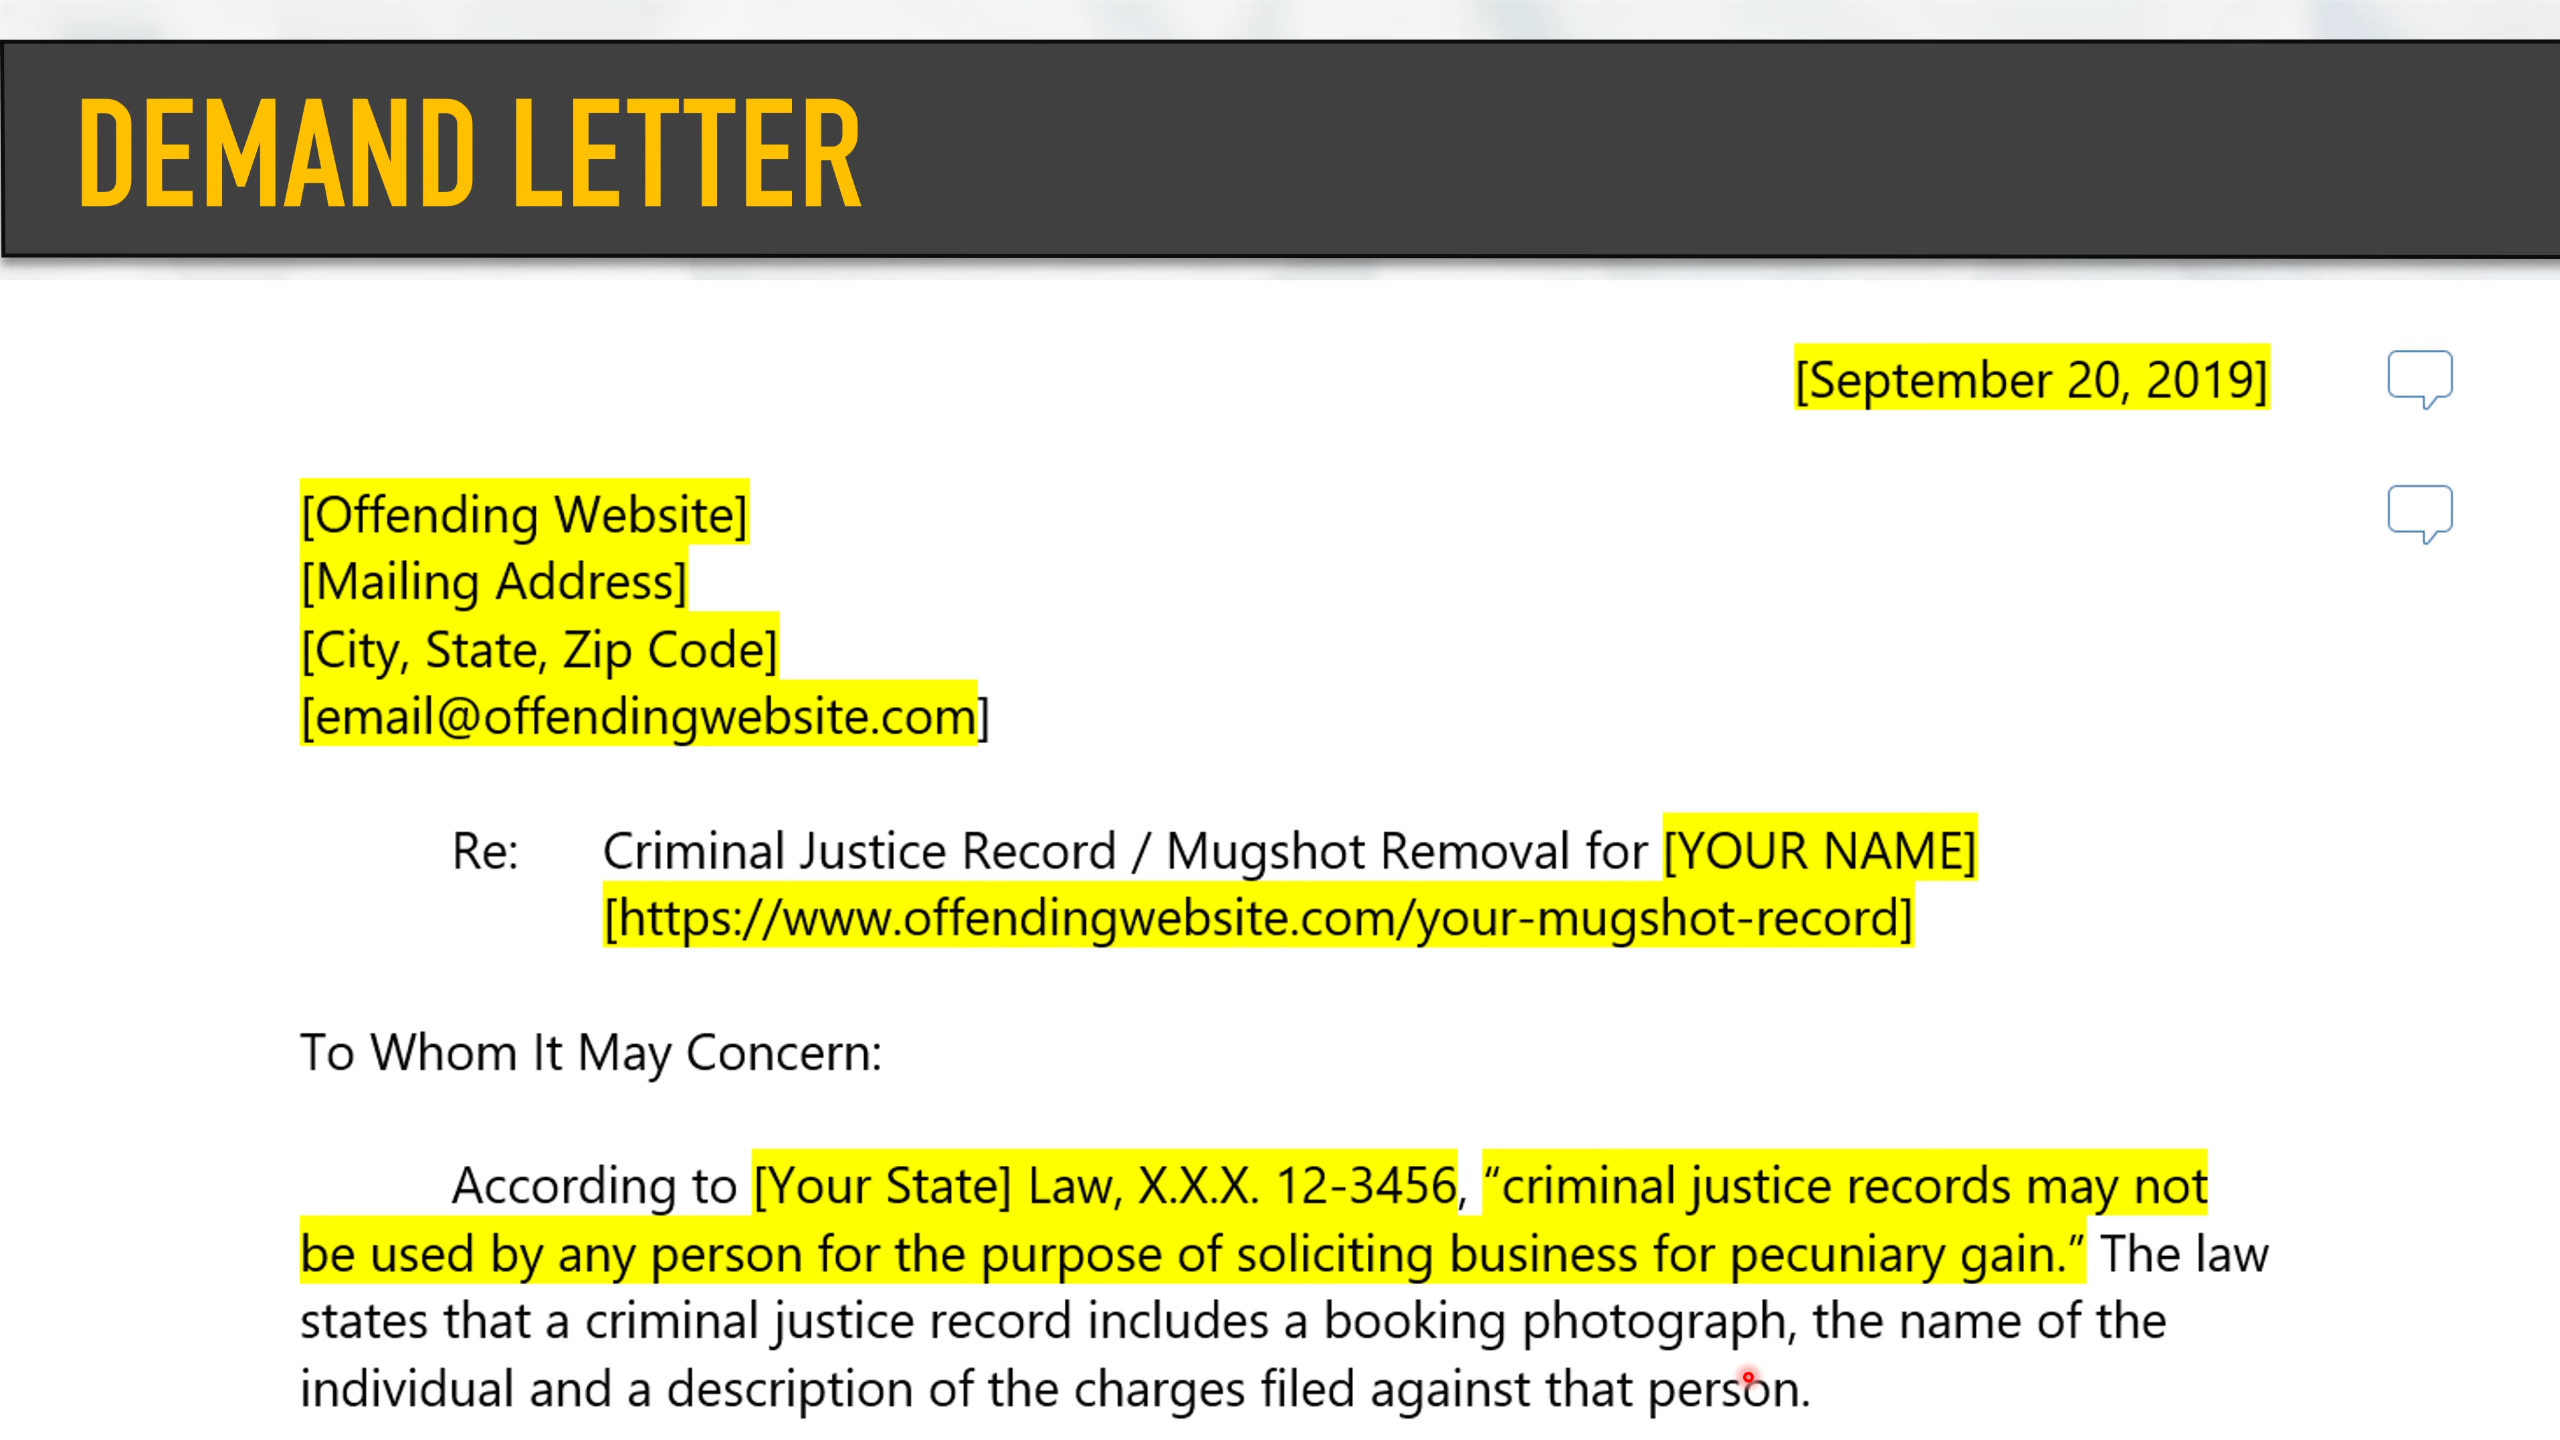 DEMAND LETTER
[September 20, 2019]
[Offending Website]
[Mailing Address]
[City, State, Zip Code]
[email@offendingwebsite.com]
Re: Criminal Justice Record / Mugshot Removal for [YOUR NAME]
[https://www.offendingwebsite.com/your-mugshot-record]
To Whom It May Concern:
According to [Your State] Law, X.X.X. 12-3456, “criminal justice records may not
be used by any person for the purpose of soliciting business for pecuniary gain.” The law
states that a criminal justice record includes a booking photograph, the name of the
individual and a description of the charges filed against that person.